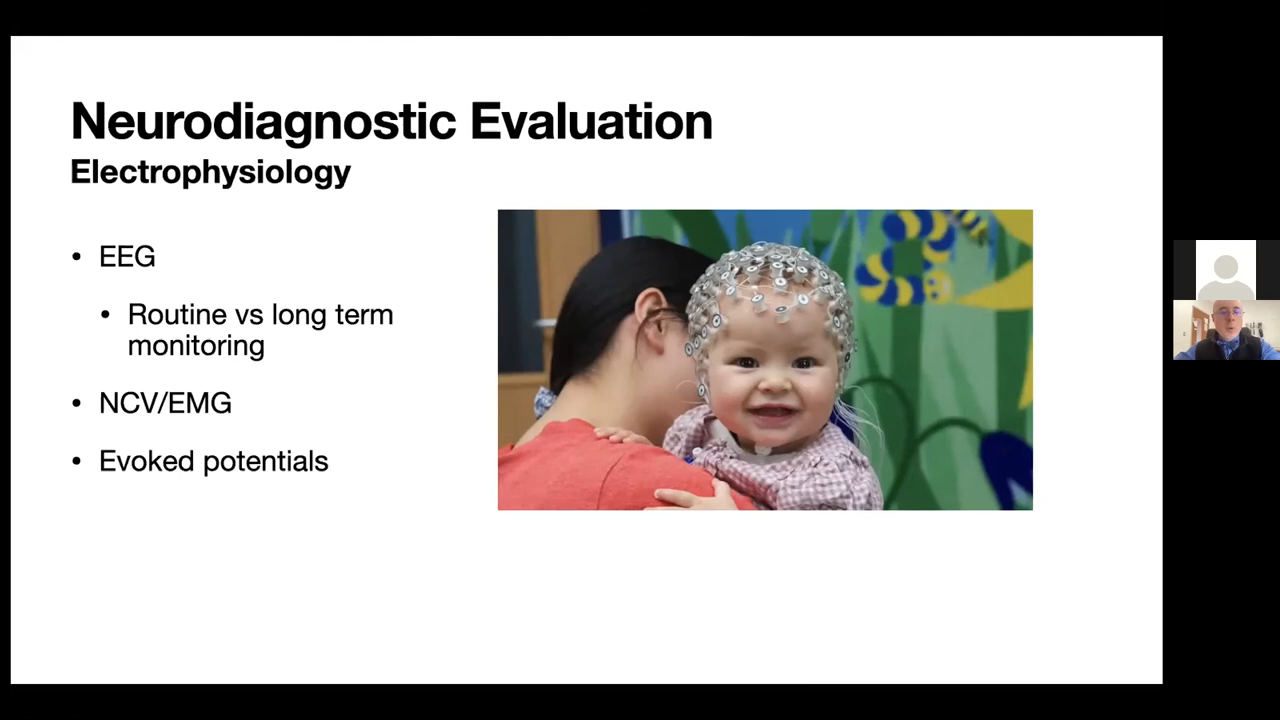 Neurodiagnostic Evaluation
Electrophysiology
• EEG
• Routine vs long term
monitoring
• NCV/EMG
• Evoked potentials